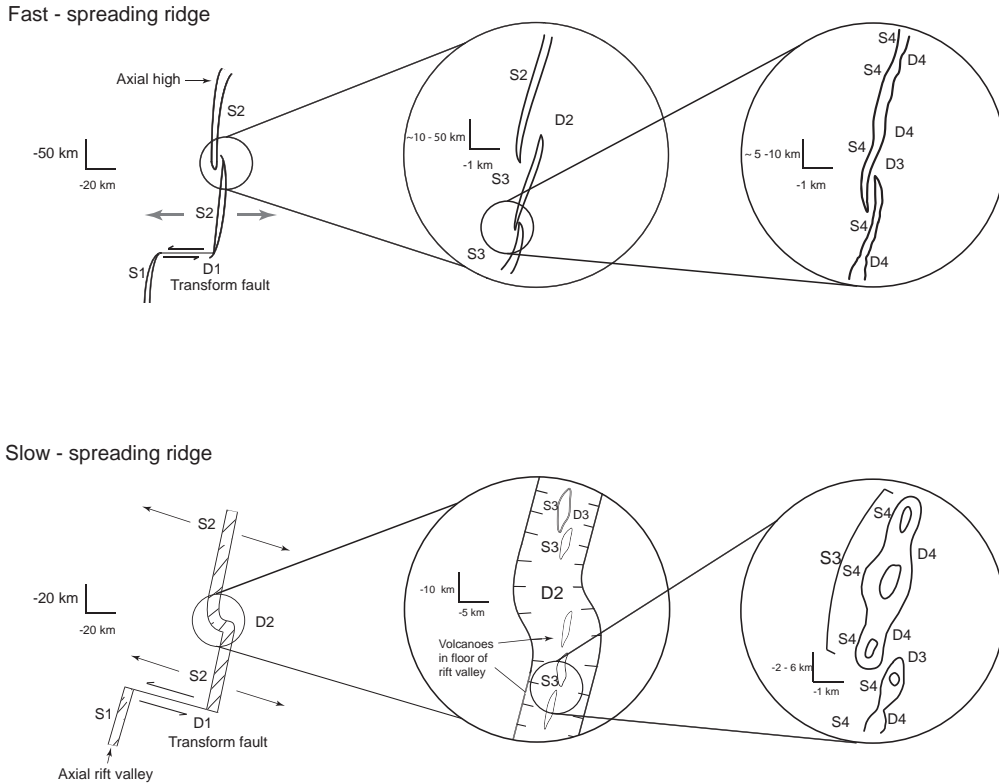 Fast - spreading ridge
Axial high
S2
-50 km
-20 km
S2
S1
D1
Transform fault
S2
D2
~10 - 50 km
-1 km
S3
S3
S4
D4
S4
D4
S4
D3
~ 5 -10 km
-1 km
S4
D4
Slow - spreading ridge
S2
-20 km
-20 km
D2
S2
S1
D1
Transform fault
Axial rift valley
S3
D3
S3
D2
-10 km
-5 km
Volcanoes
in floor of
rift valley
S3
S4
D4
S3
S4
S4
D4
D3
-2 - 6 km
-1 km
S4
S4
D4